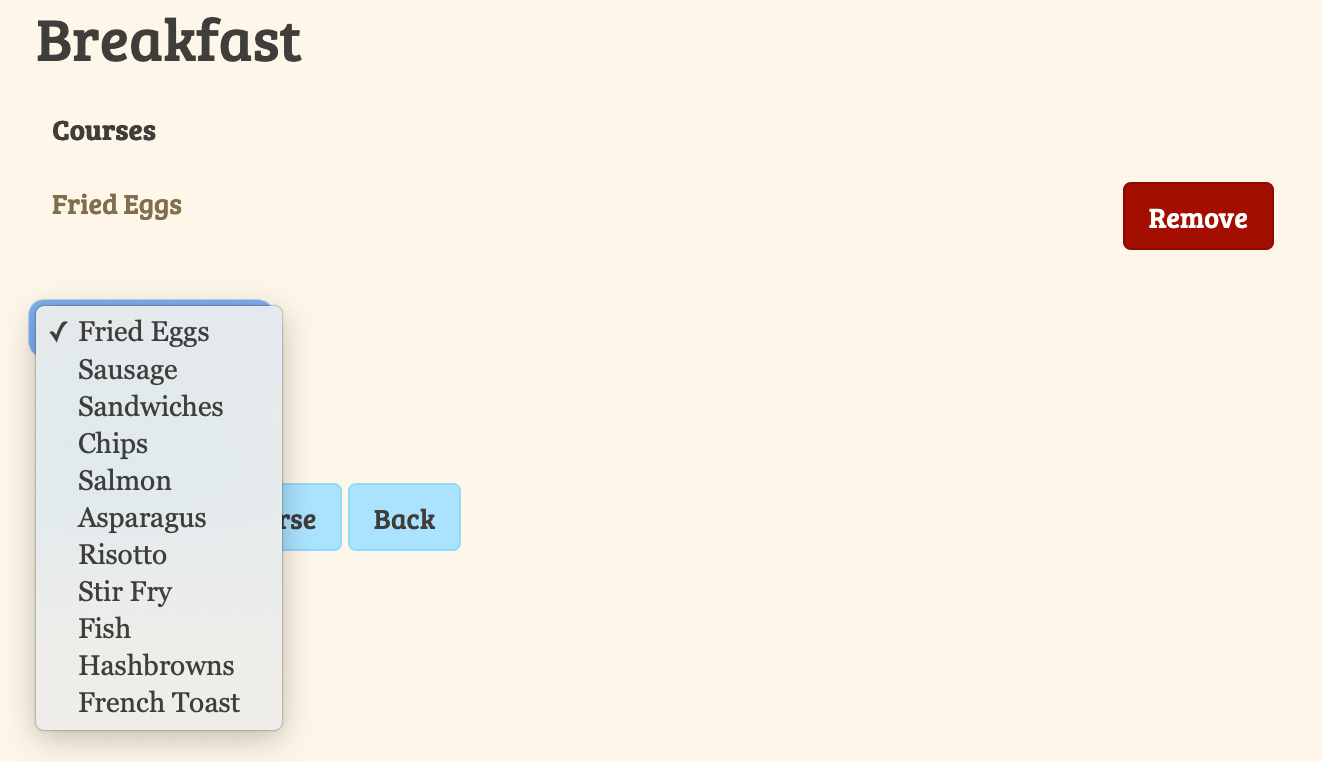 Breakfast
Courses
Fried Eggs
Remove
✓ Fried Eggs
Sausage
Sandwiches
Chips
Salmon
Asparagus
rse Back
Risotto
Stir Fry
Fish
Hashbrowns
French Toast